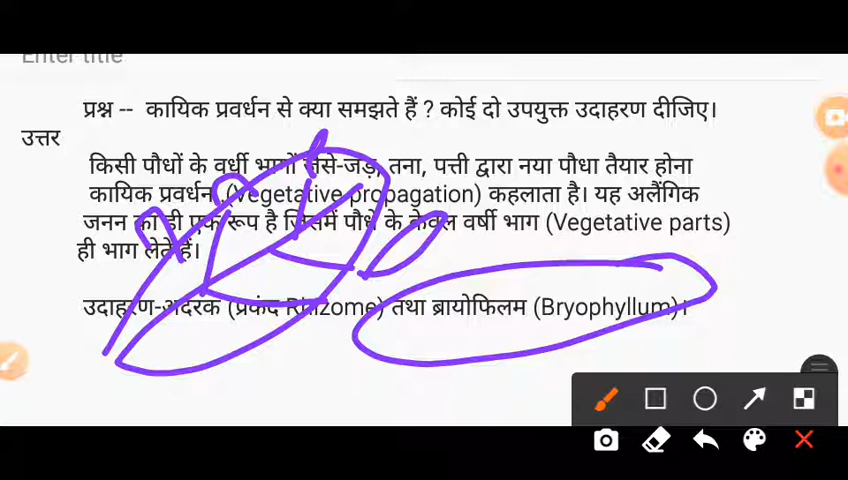 Enter title
प्रश्न -- कायिक प्रवर्धन से क्या समझते हैं ? कोई दो उपयुक्त उदाहरण दीजिए।
उत्तर
किसी पौधों के वर्धी भागों जैसे-जड़, तना, पत्ती द्वारा नया पौधा तैयार होना
कायिक प्रवर्धन ,(Vegetative propagation) कहलाता है। यह अलैंगिक
जनन का ही एक रूप है जिसमें पौधे के केवल वर्षी भाग (Vegetative parts)
ही भाग लेते हैं।
उदाहरण-अदरक (प्रकंद Rhizome) तथा ब्रायोफिलम (Bryophyllum)।